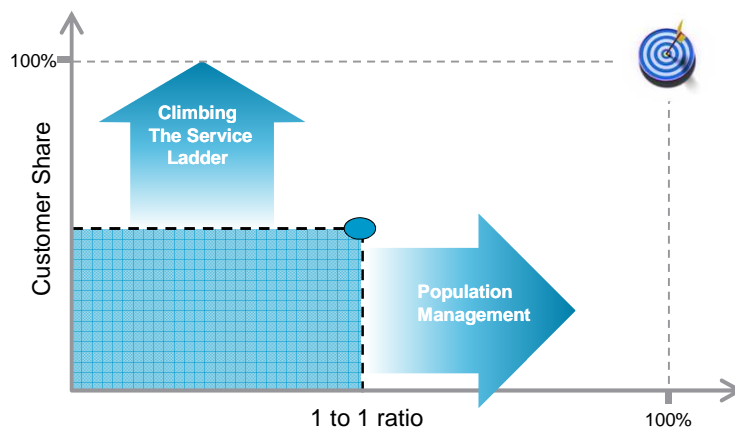 100%
Climbing
The Service
Ladder
Customer Share
Population
Management
1 to 1 ratio
100%